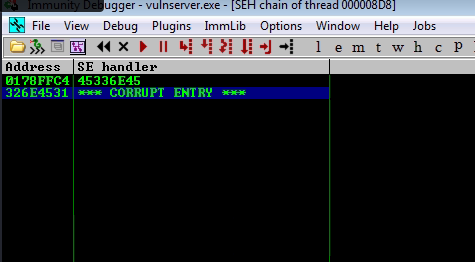 Immunity Debugger - vulnserver.exe - [SEH chain of thread 000008D8]
File View Debug Plugins ImmLib Options Window Help Jobs
l e m t w h c p
Address SE handler
0178FFC4 45336E45
326E4531 *** CORRUPT ENTRY ***